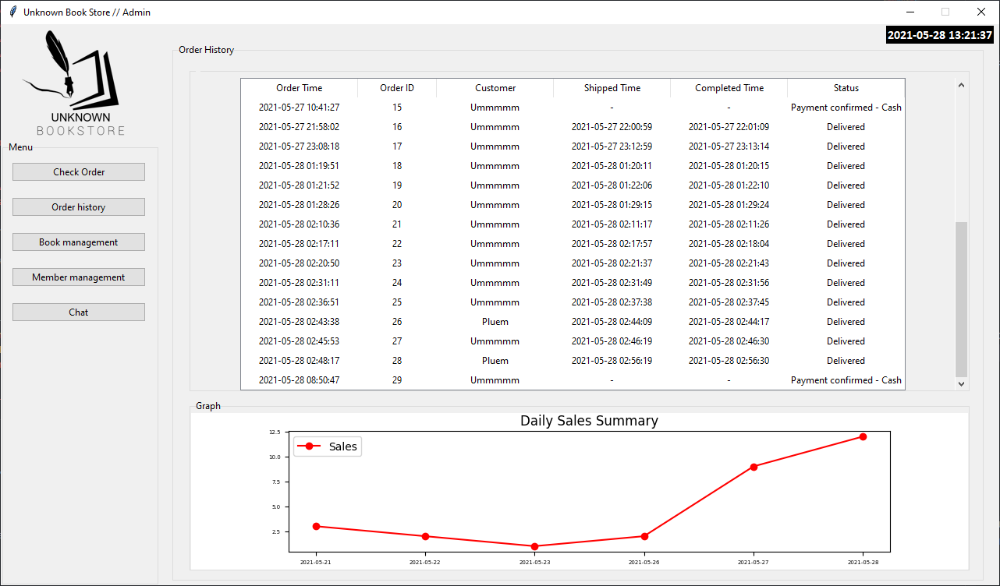 Unknown Book Store // Admin
2021-05-28 13:21:37
UNKNOWN
BOOKSTORE
Menu
Check Order
Order history
Book management
Member management
Chat
Order History
Order Time Order ID Customer Shipped Time Completed Time Status
2021-05-27 10:41:27 15 Ummmmm - - Payment confirmed - Cash
2021-05-27 21:58:02 16 Ummmmm 2021-05-27 22:00:59 2021-05-27 22:01:09 Delivered
2021-05-27 23:08:18 17 Ummmmm 2021-05-27 23:12:59 2021-05-27 23:13:14 Delivered
2021-05-28 01:19:51 18 Ummmmm 2021-05-28 01:20:11 2021-05-28 01:20:15 Delivered
2021-05-28 01:21:52 19 Ummmmm 2021-05-28 01:22:06 2021-05-28 01:22:10 Delivered
2021-05-28 01:28:26 20 Ummmmm 2021-05-28 01:29:15 2021-05-28 01:29:24 Delivered
2021-05-28 02:10:36 21 Ummmmm 2021-05-28 02:11:17 2021-05-28 02:11:26 Delivered
2021-05-28 02:17:11 22 Ummmmm 2021-05-28 02:17:57 2021-05-28 02:18:04 Delivered
2021-05-28 02:20:50 23 Ummmmm 2021-05-28 02:21:37 2021-05-28 02:21:43 Delivered
2021-05-28 02:31:11 24 Ummmmm 2021-05-28 02:31:49 2021-05-28 02:31:56 Delivered
2021-05-28 02:36:51 25 Ummmmm 2021-05-28 02:37:38 2021-05-28 02:37:45 Delivered
2021-05-28 02:43:38 26 Pluem 2021-05-28 02:44:09 2021-05-28 02:44:17 Delivered
2021-05-28 02:45:53 27 Ummmmm 2021-05-28 02:46:19 2021-05-28 02:46:30 Delivered
2021-05-28 02:48:17 28 Pluem 2021-05-28 02:56:19 2021-05-28 02:56:30 Delivered
2021-05-28 08:50:47 29 Ummmmm - - Payment confirmed - Cash
Graph
Daily Sales Summary
Sales
12.5
10.0
7.5
5.0
2.5
2021-05-21 2021-05-22 2021-05-23 2021-05-26 2021-05-27 2021-05-28